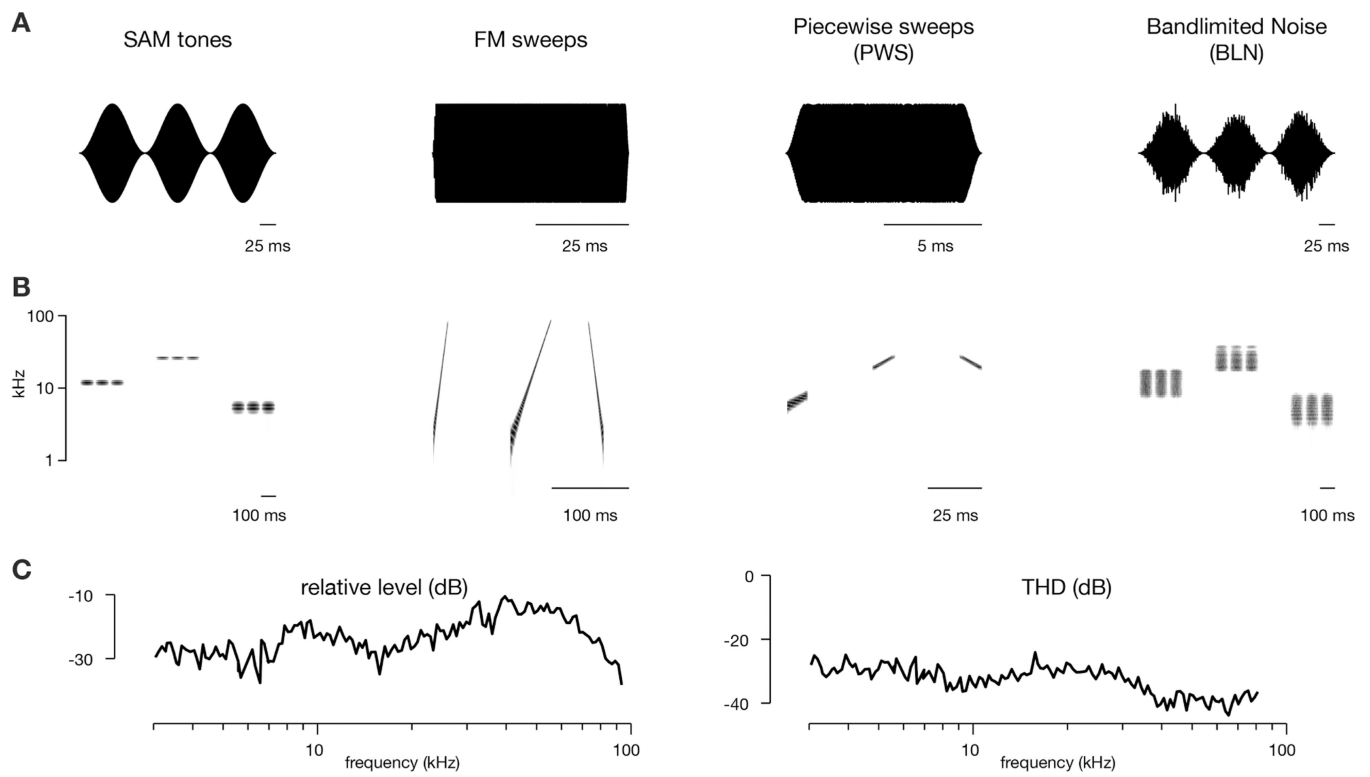 A
SAM tones
FM sweeps
Piecewise sweeps
(PWS)
Bandlimited Noise
(BLN)
25 ms
25 ms
5 ms
25 ms
B
100
10
1
kHz
100 ms
100 ms
25 ms
100 ms
C
relative level (dB)
-10
-30
10
100
frequency (kHz)
THD (dB)
0
-20
-40
10
100
frequency (kHz)